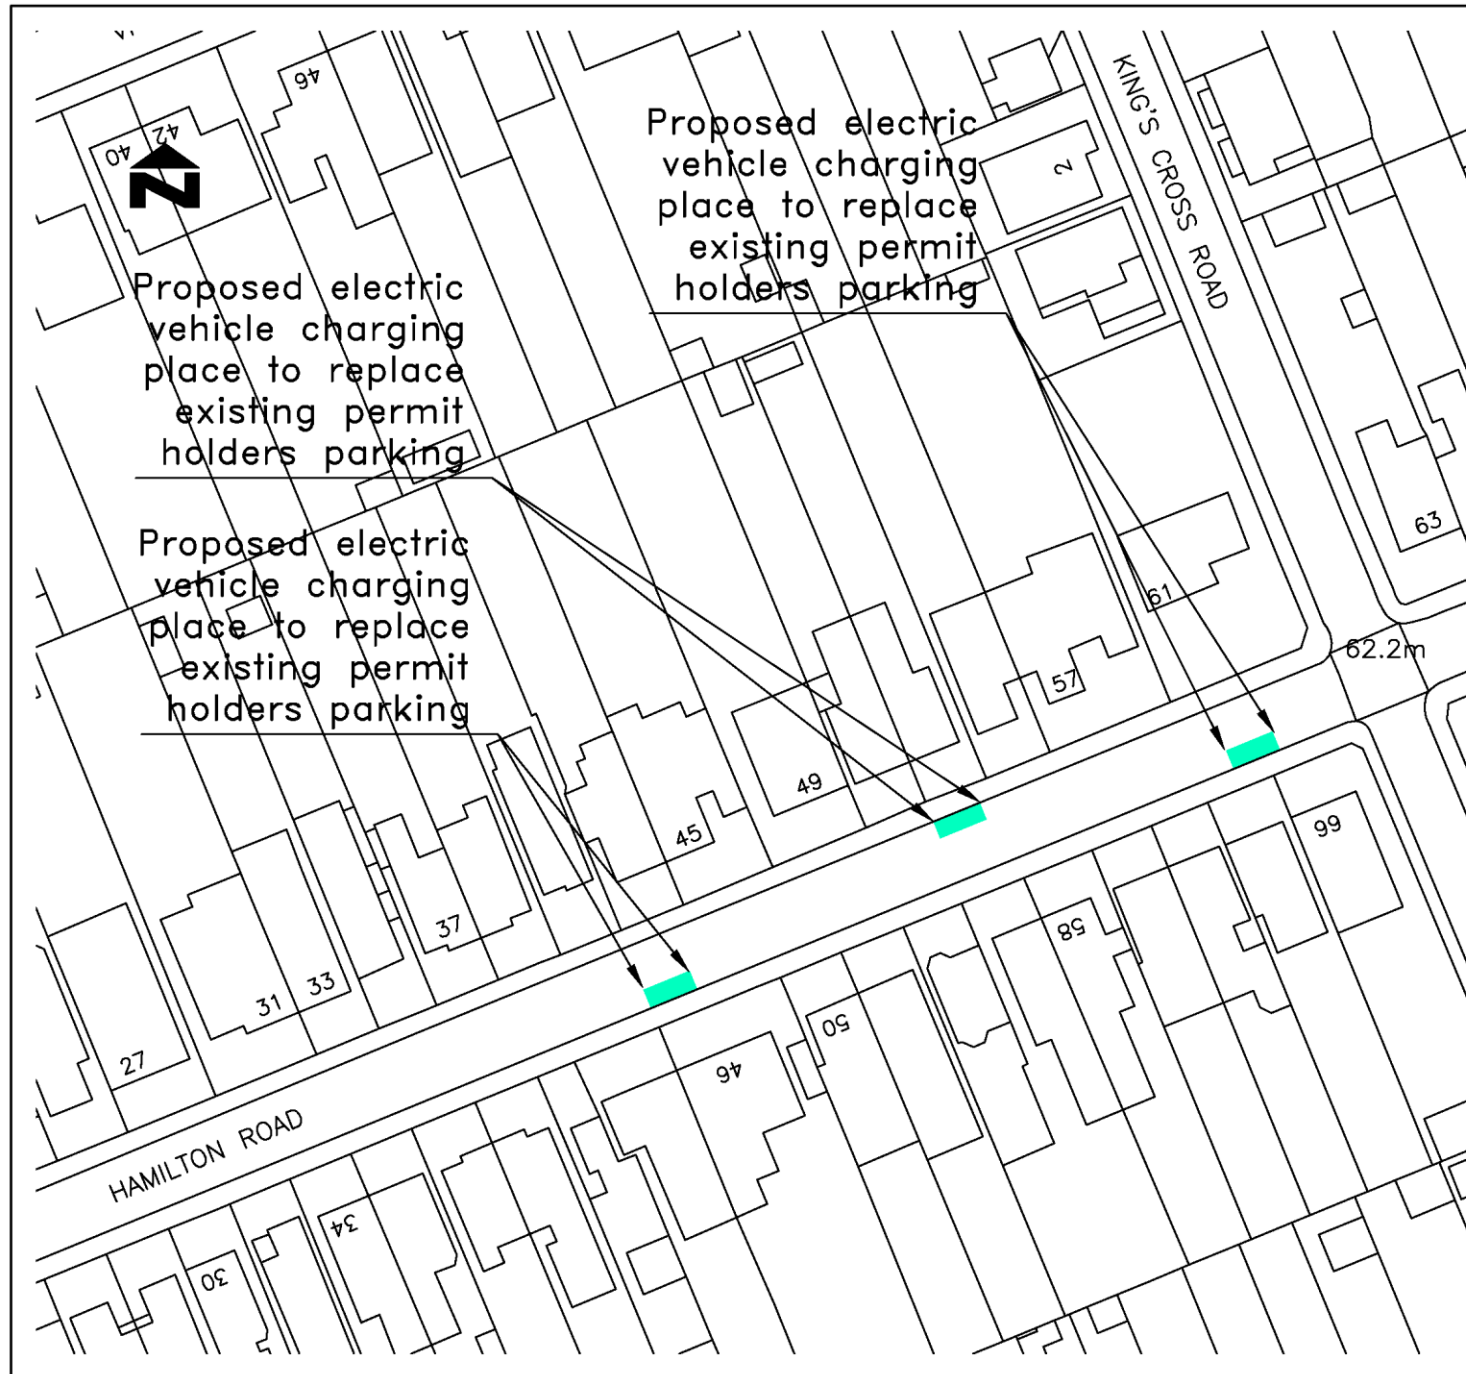 46
42
40
N
Proposed electric
vehicle charging
place to replace
existing permit
holders parking
KING'S CROSS ROAD
2
Proposed electric
vehicle charging
place to replace
existing permit
holders parking
Proposed electric
vehicle charging
place to replace
existing permit
holders parking
63
61
62.2m
57
49
45
37
33
31
27
66
58
50
46
HAMILTON ROAD
34
30